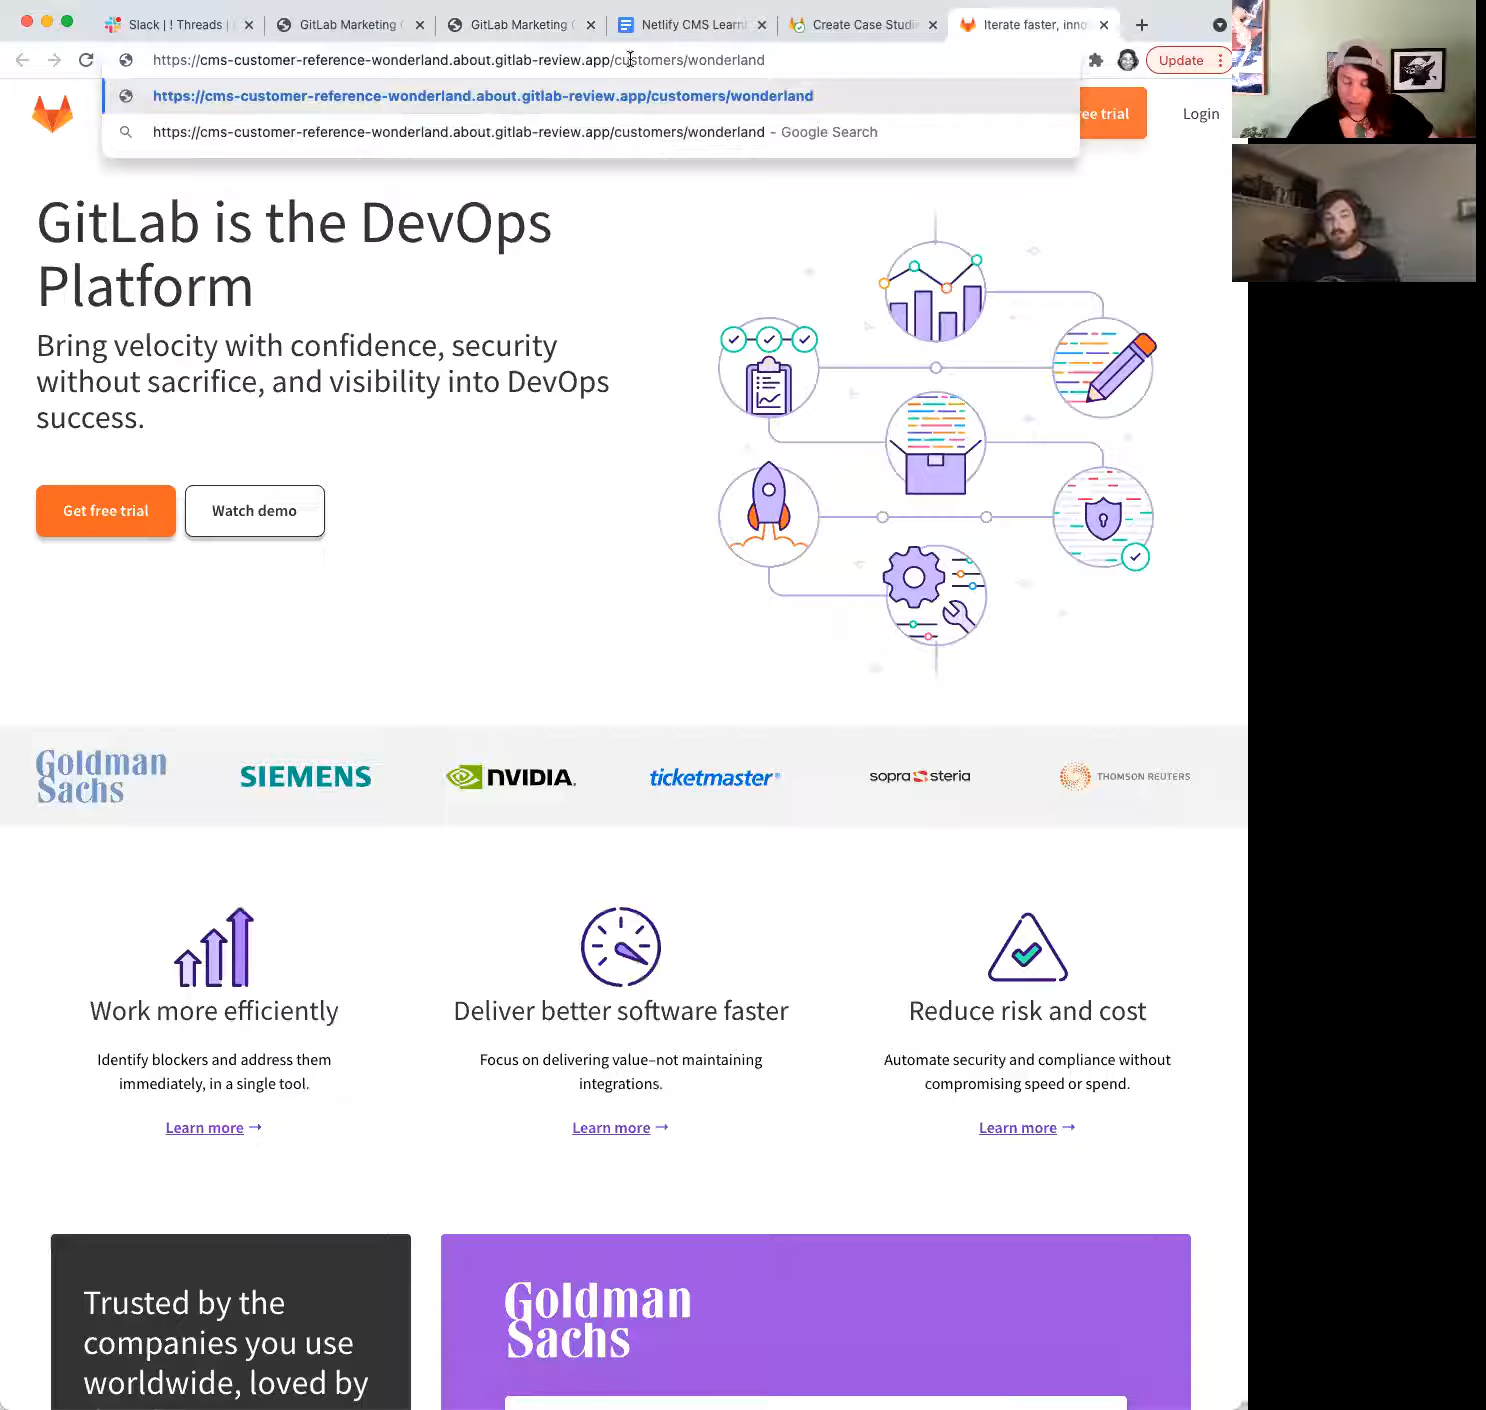 Slack | ! Threads |
GitLab Marketing
GitLab Marketing
Netlify CMS Learn
Create Case Studi
Iterate faster, inno
https://cms-customer-reference-wonderland.about.gitlab-review.app/customers/wonderland
Update
https://cms-customer-reference-wonderland.about.gitlab-review.app/customers/wonderland
https://cms-customer-reference-wonderland.about.gitlab-review.app/customers/wonderland - Google Search
ee trial
Login
GitLab is the DevOps
Platform
Bring velocity with confidence, security
without sacrifice, and visibility into DevOps
success.
Get free trial
Watch demo
Goldman
Sachs
SIEMENS
NVIDIA.
ticketmaster®
sopra steria
THOMSON REUTERS
Work more efficiently
Deliver better software faster
Reduce risk and cost
Identify blockers and address them
immediately, in a single tool.
Focus on delivering value–not maintaining
integrations.
Automate security and compliance without
compromising speed or spend.
Learn more →
Learn more →
Learn more →
Trusted by the
companies you use
worldwide, loved by
Goldman
Sachs